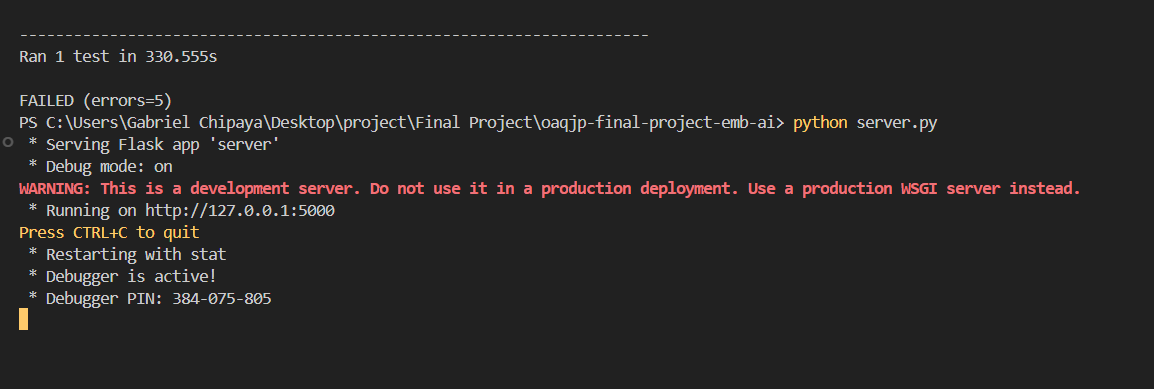 ----------------------------------------------------------------------
Ran 1 test in 330.555s
FAILED (errors=5)
PS C:\Users\Gabriel Chipaya\Desktop\project\Final Project\oaqjp-final-project-emb-ai> python server.py
 * Serving Flask app 'server'
 * Debug mode: on
WARNING: This is a development server. Do not use it in a production deployment. Use a production WSGI server instead.
 * Running on http://127.0.0.1:5000
Press CTRL+C to quit
 * Restarting with stat
 * Debugger is active!
 * Debugger PIN: 384-075-805